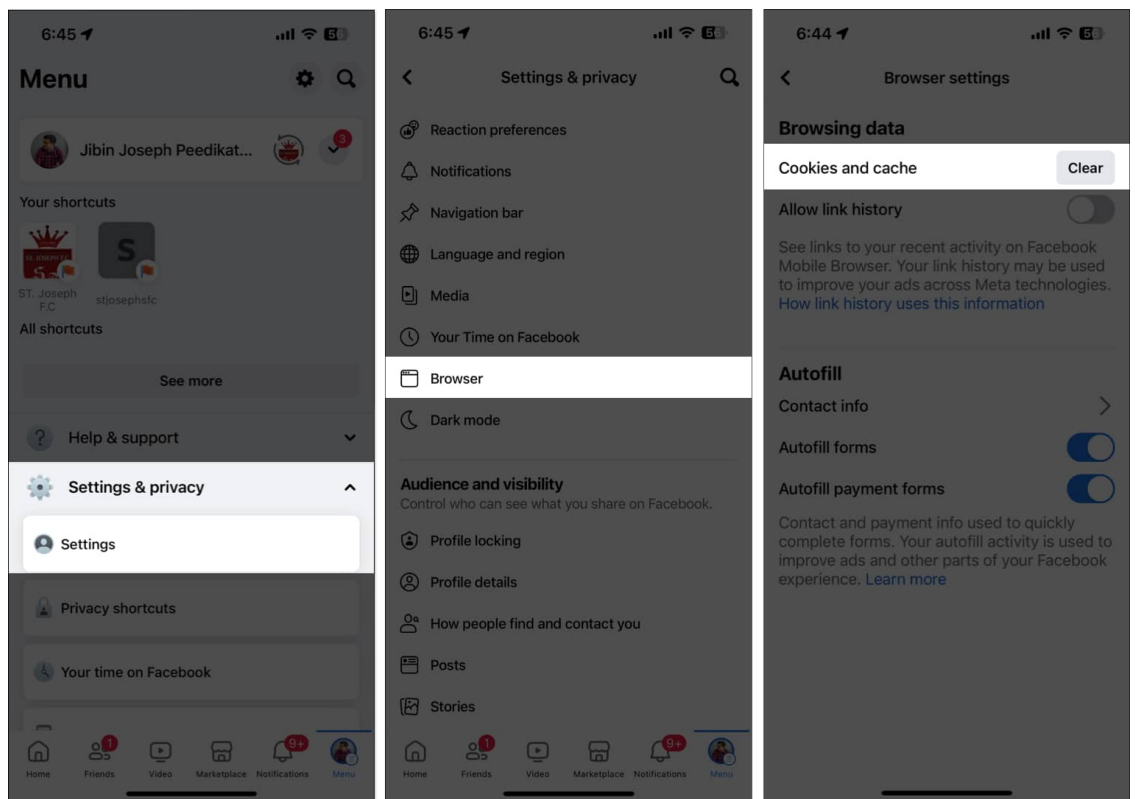 6:45
Menu
Jibin Joseph Peedikat...
3
Your shortcuts
ST. JOSEPH F.C
S
ST. Joseph
F.C
stjosephsfc
All shortcuts
See more
Help & support
Settings & privacy
Settings
Privacy shortcuts
Your time on Facebook
1
9+
Home
Friends
Video
Marketplace
Notifications
Menu
6:45
Settings & privacy
Reaction preferences
Notifications
Navigation bar
Language and region
Media
Your Time on Facebook
Browser
Dark mode
Audience and visibility
Control who can see what you share on Facebook.
Profile locking
Profile details
How people find and contact you
Posts
Stories
1
9+
Home
Friends
Video
Marketplace
Notifications
Menu
6:44
Browser settings
Browsing data
Cookies and cache
Clear
Allow link history
See links to your recent activity on Facebook
Mobile Browser. Your link history may be used
to improve your ads across Meta technologies.
How link history uses this information
Autofill
Contact info
Autofill forms
Autofill payment forms
Contact and payment info used to quickly
complete forms. Your autofill activity is used to
improve ads and other parts of your Facebook
experience. Learn more